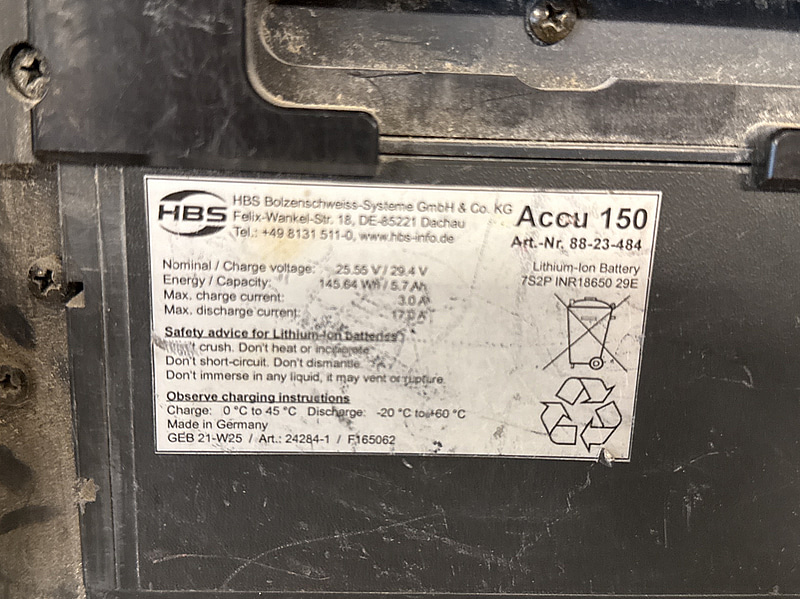 HBS
HBS Bolzenschweiss-Systeme GmbH & Co. KG
Felix-Wankel-Str. 18, DE-85221 Dachau
Tel.: +49 8131 511-0, www.hbs-info.de
Accu 150
Art.-Nr. 88-23-484
Nominal / Charge voltage: 25.55 V / 29.4 V
Energy / Capacity: 145.64 Wh / 5.7 Ah
Max. charge current: 3.0 A
Max. discharge current: 17.0 A
Lithium-Ion Battery
7S2P INR18650 29E
Safety advice for Lithium-Ion batteries
crush. Don't heat or incinerate.
Don't short-circuit. Don't dismantle.
Don't immerse in any liquid, it may vent or rupture.
Observe charging instructions
Charge: 0 °C to 45 °C Discharge: -20 °C to +60 °C
Made in Germany
GEB 21-W25 / Art.: 24284-1 / F165062